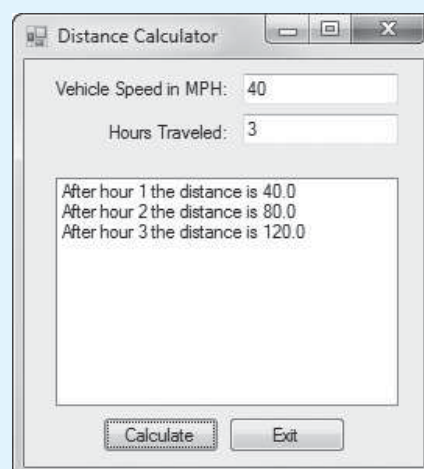 Distance Calculator
Vehicle Speed in MPH: 40
Hours Traveled: 3
After hour 1 the distance is 40.0
After hour 2 the distance is 80.0
After hour 3 the distance is 120.0
Calculate Exit